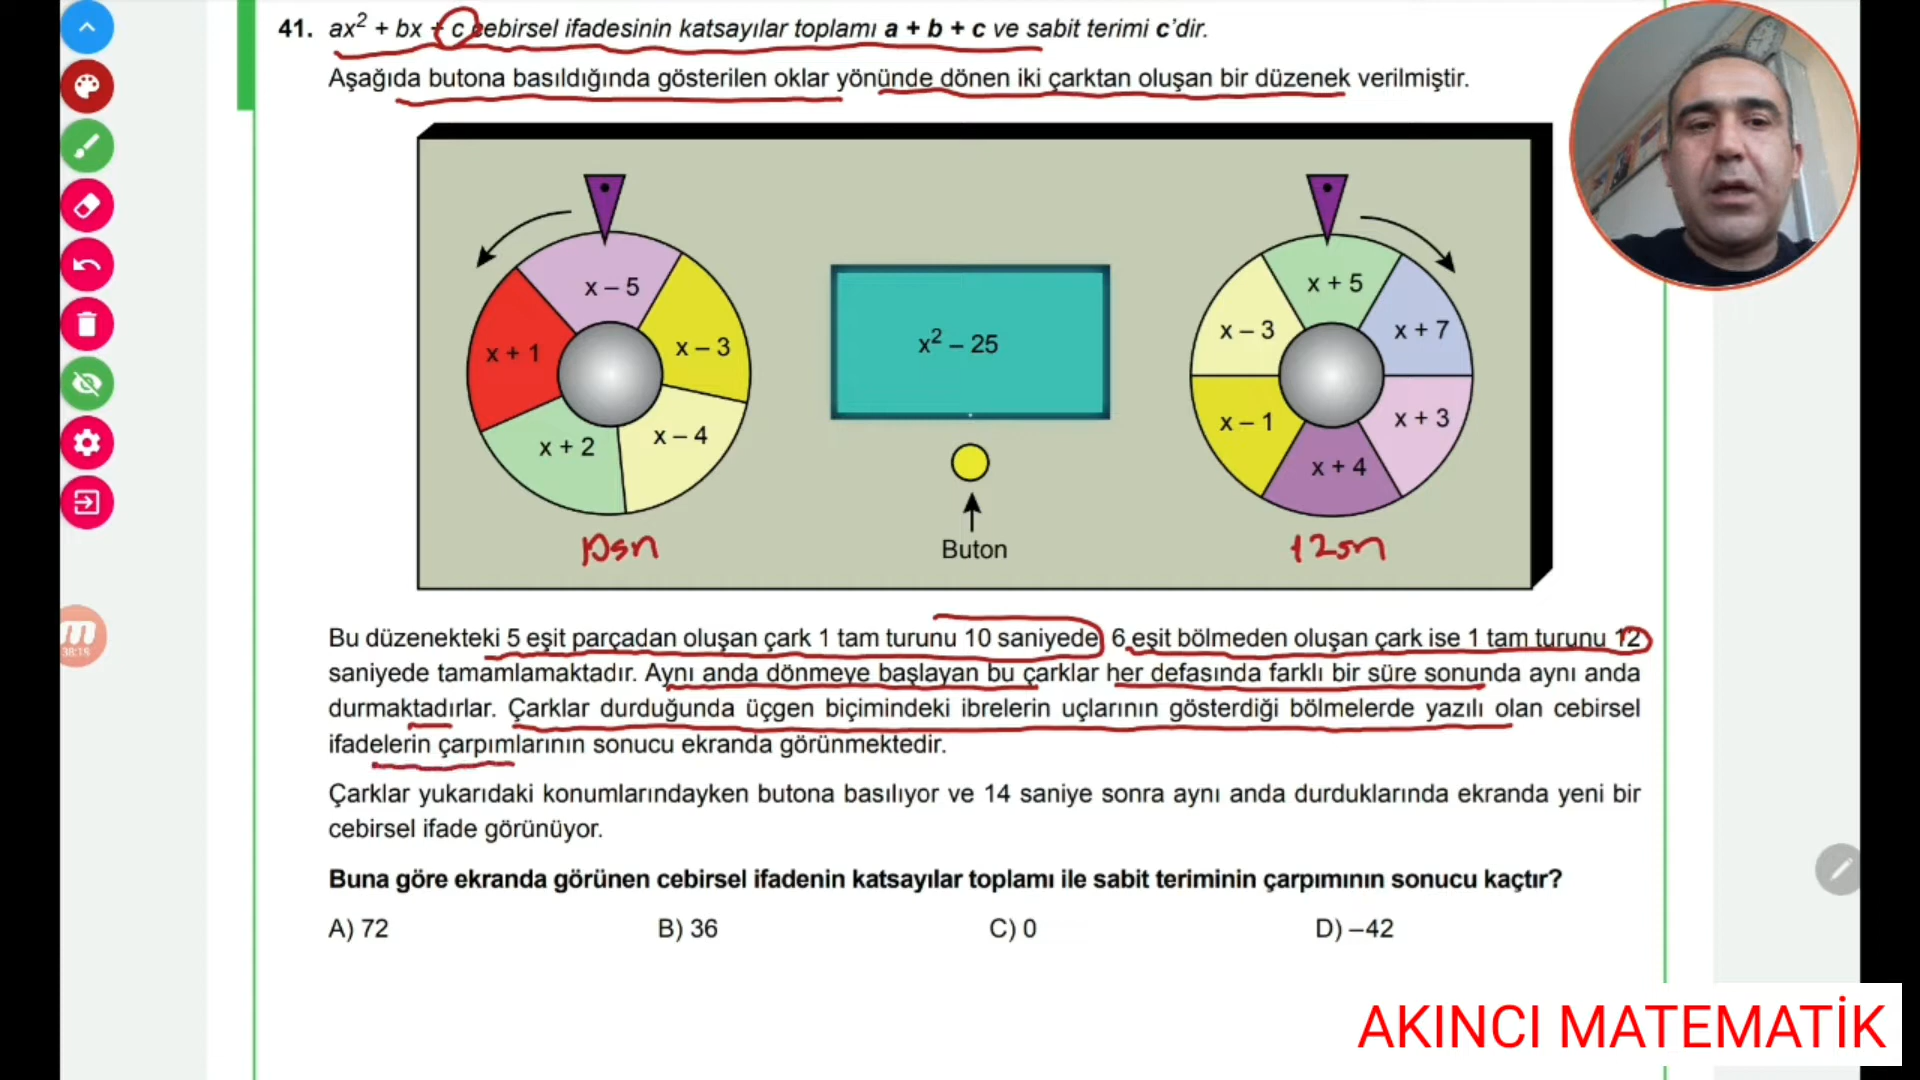 41. ax² + bx + c cebirsel ifadesinin katsayılar toplamı a + b + c ve sabit terimi c’dir.
Aşağıda butona basıldığında gösterilen oklar yönünde dönen iki çarktan oluşan bir düzenek verilmiştir.
x – 5
x – 3
x + 1
x + 2
x – 4
10sn
x² – 25
Buton
x + 5
x – 3
x + 7
x – 1
x + 3
x + 4
12sn
Bu düzenekteki 5 eşit parçadan oluşan çark 1 tam turunu 10 saniyede 6 eşit bölmeden oluşan çark ise 1 tam turunu 12
saniyede tamamlamaktadır. Aynı anda dönmeye başlayan bu çarklar her defasında farklı bir süre sonunda aynı anda
durmaktadırlar. Çarklar durduğunda üçgen biçimindeki ibrelerin uçlarının gösterdiği bölmelerde yazılı olan cebirsel
ifadelerin çarpımlarının sonucu ekranda görünmektedir.
38:19
Çarklar yukarıdaki konumlarındayken butona basılıyor ve 14 saniye sonra aynı anda durduklarında ekranda yeni bir
cebirsel ifade görünüyor.
Buna göre ekranda görünen cebirsel ifadenin katsayılar toplamı ile sabit teriminin çarpımının sonucu kaçtır?
A) 72 B) 36 C) 0 D) –42
AKINCI MATEMATİK